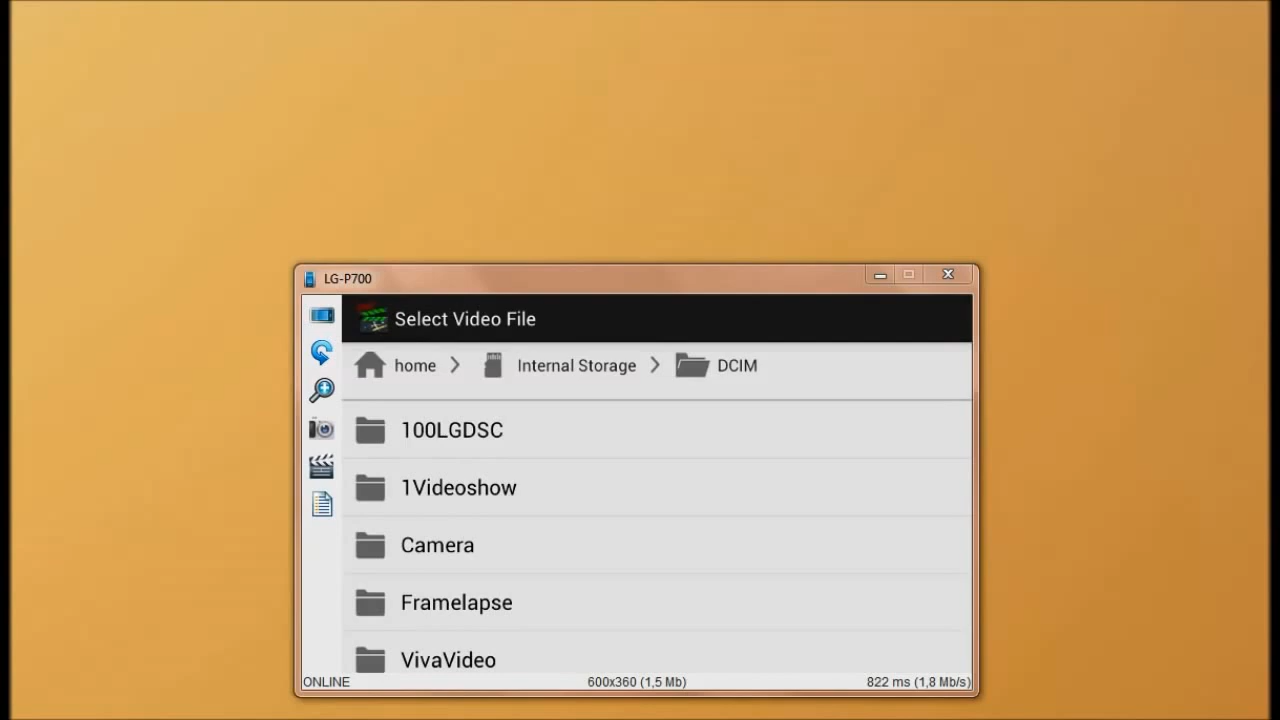 LG-P700
Select Video File
home Internal Storage DCIM
100LGDSC
1Videoshow
Camera
Framelapse
VivaVideo
ONLINE 600x360 (1,5 Mb) 822 ms (1,8 Mb/s)